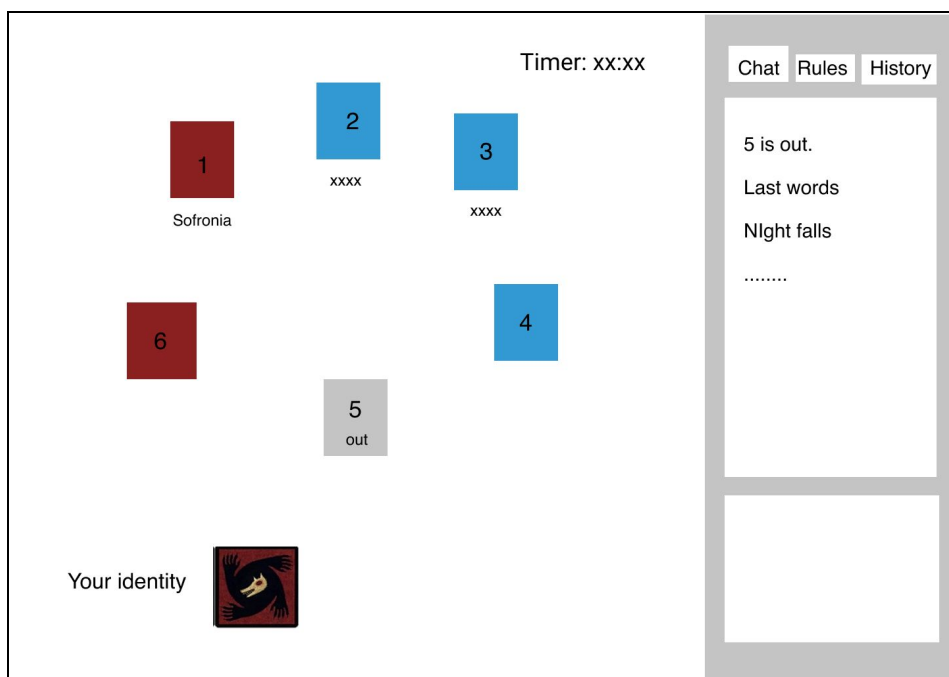 Timer: xx:xx
Chat
Rules
History
1
Sofronia
2
xxxx
3
xxxx
4
5
out
6
Your identity
5 is out.
Last words
NIght falls
........